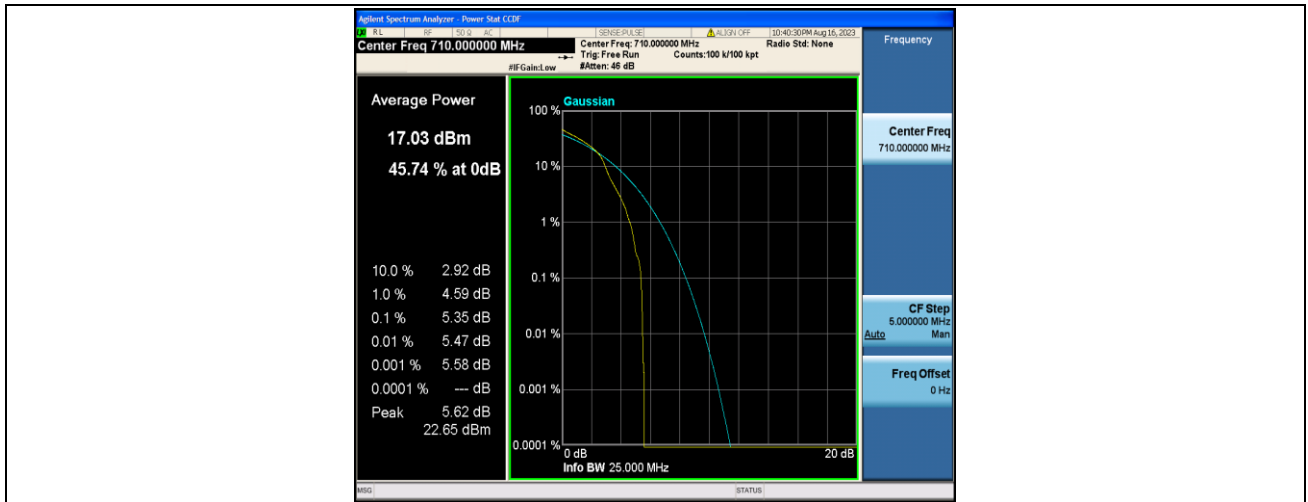 Agilent Spectrum Analyzer - Power Stat CCDF
LXI RL RF 50 Ω AC SENSE:PULSE ALIGN OFF 10:40:30PM Aug 16, 2023
Center Freq 710.000000 MHz
Center Freq: 710.000000 MHz Radio Std: None
Trig: Free Run Counts:100 k/100 kpt
#IFGain:Low #Atten: 46 dB
Average Power
17.03 dBm
45.74 % at 0dB
10.0 % 2.92 dB
1.0 % 4.59 dB
0.1 % 5.35 dB
0.01 % 5.47 dB
0.001 % 5.58 dB
0.0001 % --- dB
Peak 5.62 dB
22.65 dBm
Gaussian
100 %
10 %
1 %
0.1 %
0.01 %
0.001 %
0.0001 %
0 dB 20 dB
Info BW 25.000 MHz
Frequency
Center Freq
710.000000 MHz
CF Step
5.000000 MHz
Auto Man
Freq Offset
0 Hz
MSG STATUS